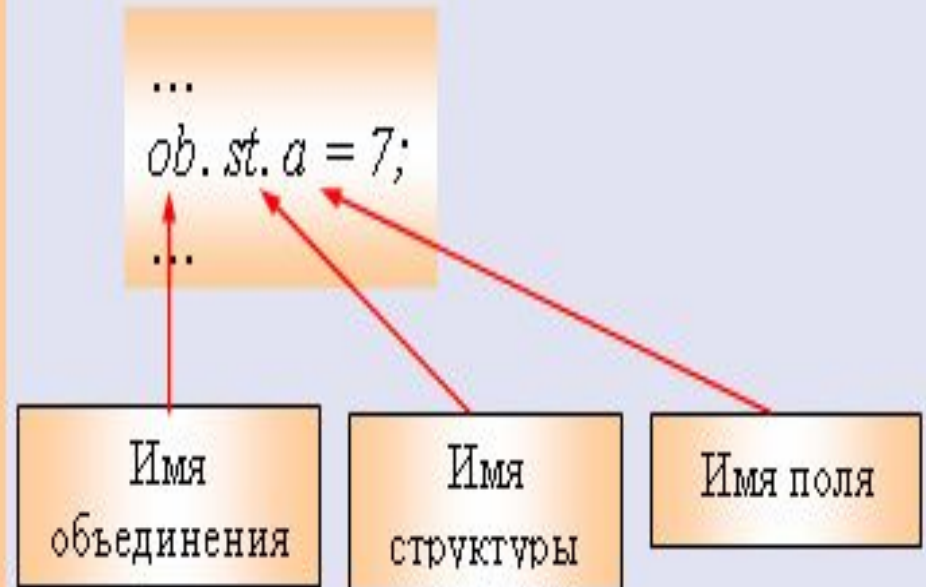 ...
ob. st. a = 7;
...
Имя
объединения
Имя
структуры
Имя поля